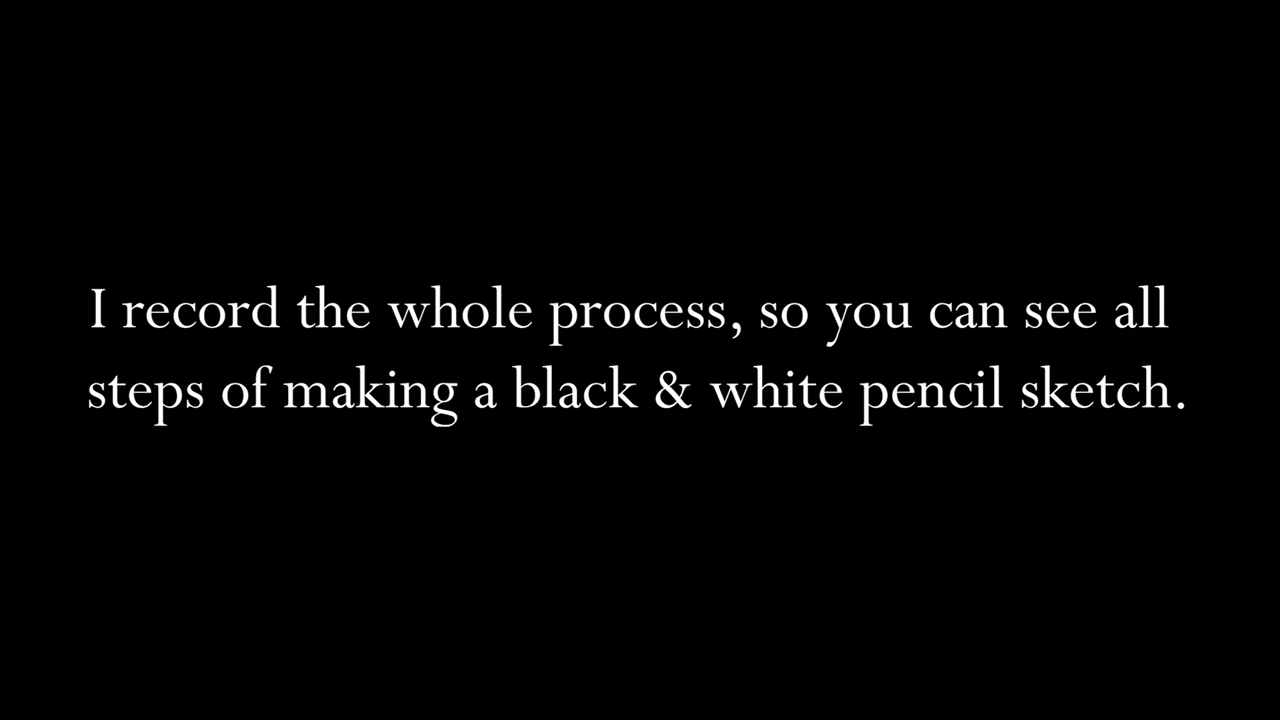 I record the whole process, so you can see all
steps of making a black & white pencil sketch.